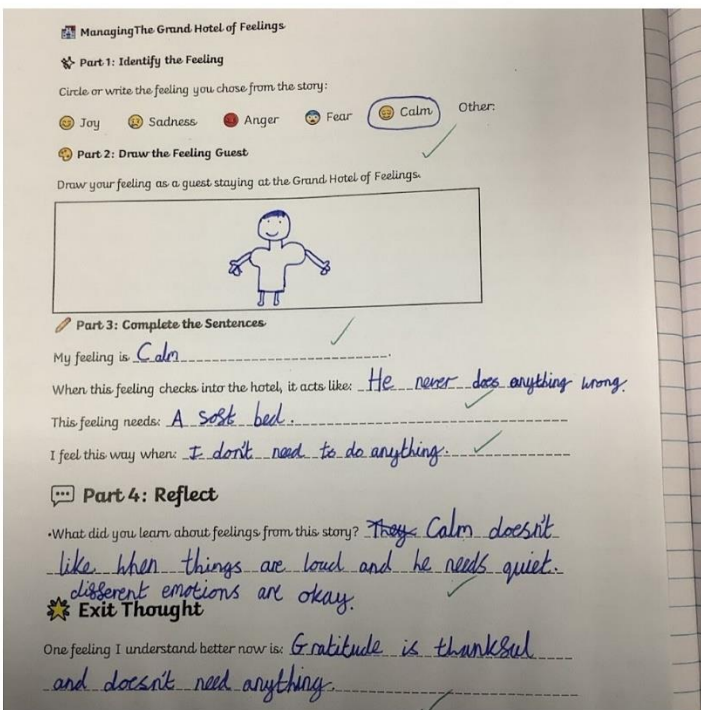 ManagingThe Grand Hotel of Feelings
Part 1: Identify the Feeling
Circle or write the feeling you chose from the story:
Joy Sadness Anger Fear Calm Other:
Part 2: Draw the Feeling Guest
Draw your feeling as a guest staying at the Grand Hotel of Feelings.
Part 3: Complete the Sentences
My feeling is Calm.
When this feeling checks into the hotel, it acts like: He never does anything wrong.
This feeling needs: A soft bed.
I feel this way when: I don't need to do anything.
Part 4: Reflect
•What did you learn about feelings from this story? They Calm doesn't
like when things are loud and he needs quiet.
different emotions are okay.
Exit Thought
One feeling I understand better now is: Gratitude is thankful
and doesn't need anything.